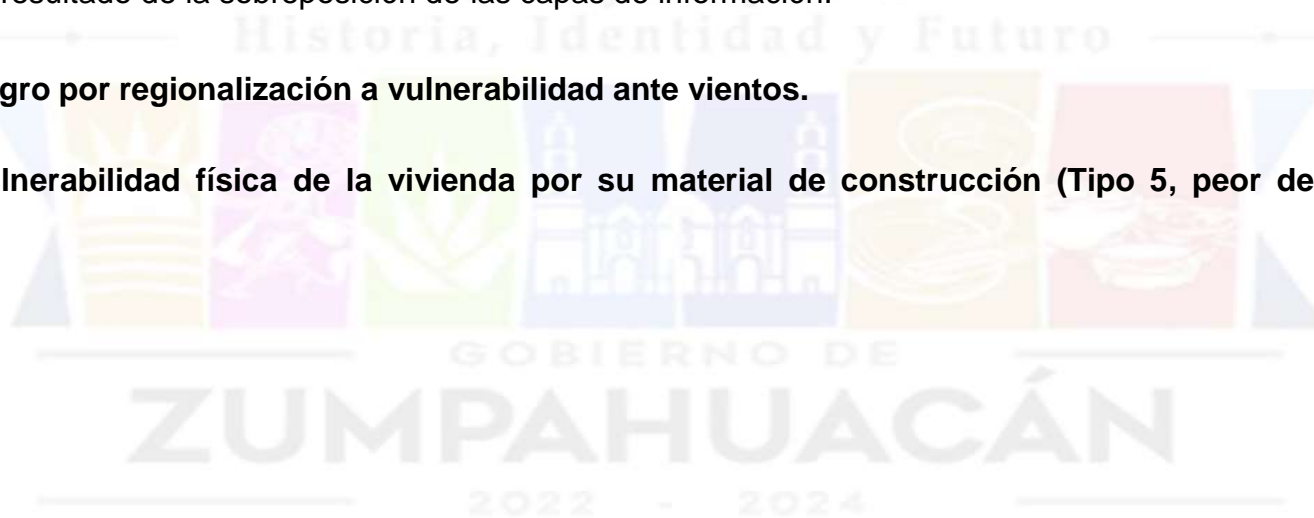 resultado de la sobreposición de las capas de información.
Historia, Identidad y Futuro
gro por regionalización a vulnerabilidad ante vientos.
lnerabilidad física de la vivienda por su material de construcción (Tipo 5, peor de
GOBIERNO DE
ZUMPAHUACÁN
2022 - 2024